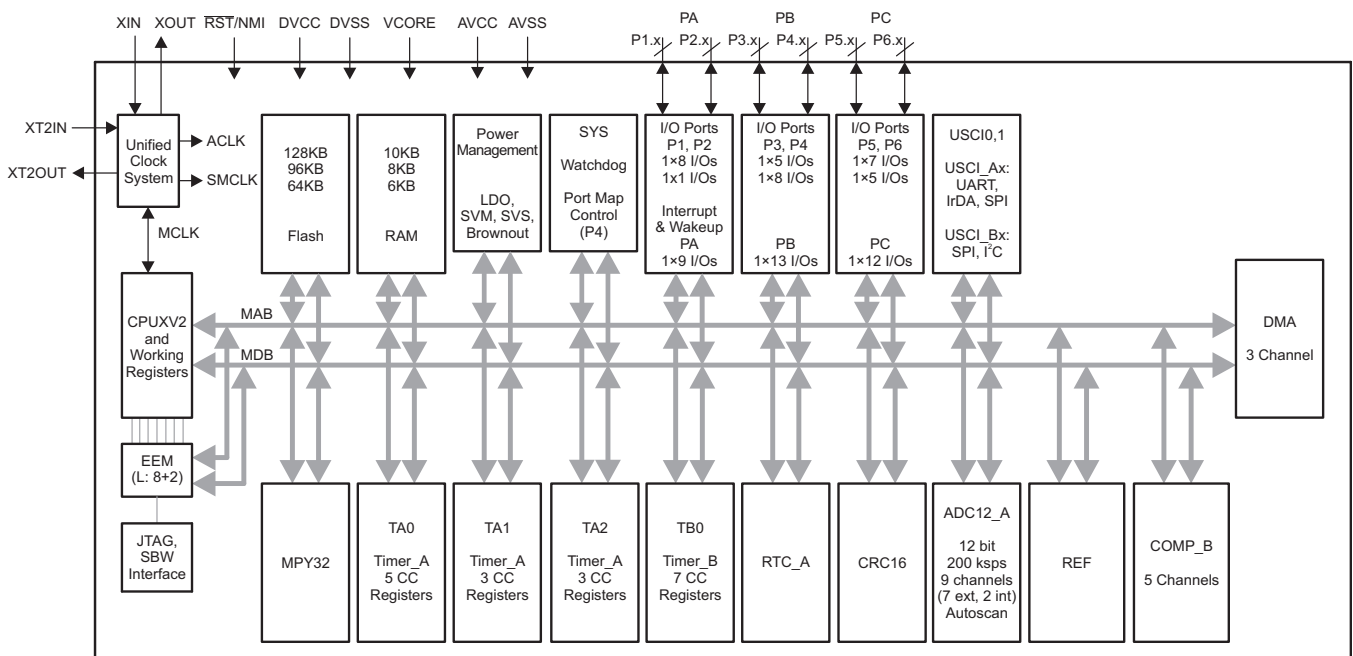 XIN XOUT RST/NMI DVCC DVSS VCORE AVCC AVSS
PA PB PC
P1.x P2.x P3.x P4.x P5.x P6.x
XT2IN
XT2OUT
Unified
Clock
System
ACLK
SMCLK
MCLK
128KB
96KB
64KB
Flash
10KB
8KB
6KB
RAM
Power
Management
LDO,
SVM, SVS,
Brownout
SYS
Watchdog
Port Map
Control
(P4)
I/O Ports
P1, P2
1×8 I/Os
1x1 I/Os
Interrupt
& Wakeup
PA
1×9 I/Os
I/O Ports
P3, P4
1×5 I/Os
1×8 I/Os
PB
1×13 I/Os
I/O Ports
P5, P6
1×7 I/Os
1×5 I/Os
PC
1×12 I/Os
USCI0,1
USCI_Ax:
UART,
IrDA, SPI
USCI_Bx:
SPI, I²C
CPUXV2
and
Working
Registers
MAB
MDB
DMA
3 Channel
EEM
(L: 8+2)
JTAG,
SBW
Interface
MPY32
TA0
Timer_A
5 CC
Registers
TA1
Timer_A
3 CC
Registers
TA2
Timer_A
3 CC
Registers
TB0
Timer_B
7 CC
Registers
RTC_A
CRC16
ADC12_A
12 bit
200 ksps
9 channels
(7 ext, 2 int)
Autoscan
REF
COMP_B
5 Channels